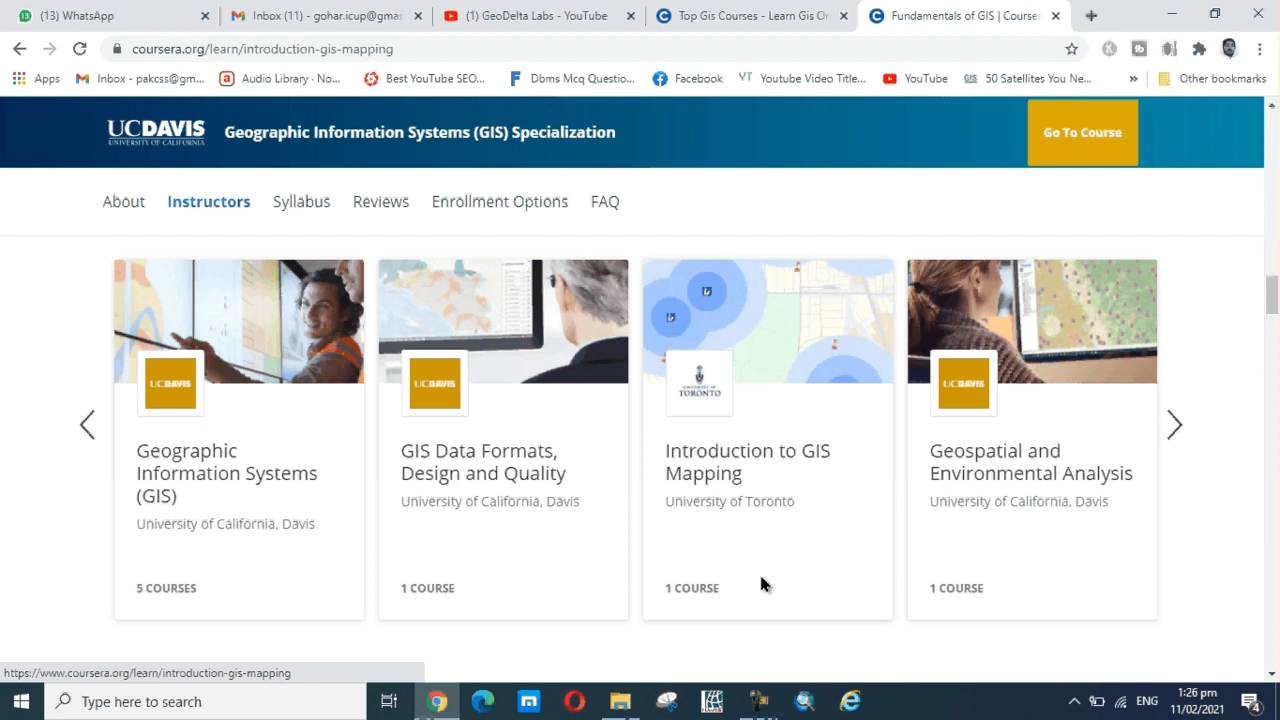 (13) WhatsApp
Inbox (11) - gohar.icup@gmai
(1) GeoDelta Labs - YouTube
Top Gis Courses - Learn Gis On
Fundamentals of GIS | Courser
coursera.org/learn/introduction-gis-mapping
Apps
Inbox - pakcss@gm...
Audio Library · No...
Best YouTube SEO...
Dbms Mcq Questio...
Facebook
Youtube Video Title...
YouTube
50 Satellites You Ne...
»
Other bookmarks
UCDAVIS
UNIVERSITY OF CALIFORNIA
Geographic Information Systems (GIS) Specialization
Go To Course
About
Instructors
Syllabus
Reviews
Enrollment Options
FAQ
UCDAVIS
Geographic
Information Systems
(GIS)
University of California, Davis
5 COURSES
UCDAVIS
GIS Data Formats,
Design and Quality
University of California, Davis
1 COURSE
UNIVERSITY OF
TORONTO
Introduction to GIS
Mapping
University of Toronto
1 COURSE
UCDAVIS
Geospatial and
Environmental Analysis
University of California, Davis
1 COURSE
https://www.coursera.org/learn/introduction-gis-mapping
Type here to search
ENG
1:26 pm
11/02/2021
4